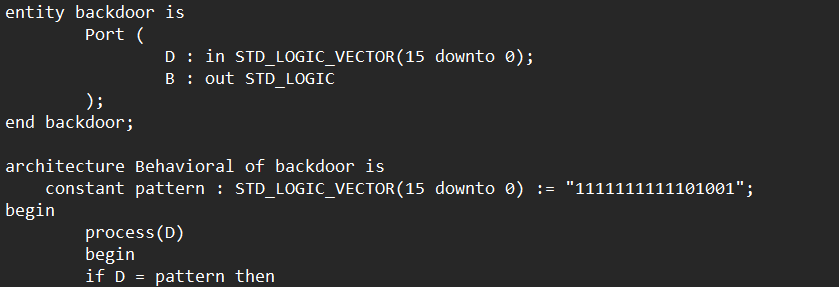 entity backdoor is
Port (
D : in STD_LOGIC_VECTOR(15 downto 0);
B : out STD_LOGIC
);
end backdoor;
architecture Behavioral of backdoor is
constant pattern : STD_LOGIC_VECTOR(15 downto 0) := "1111111111101001";
begin
process(D)
begin
if D = pattern then